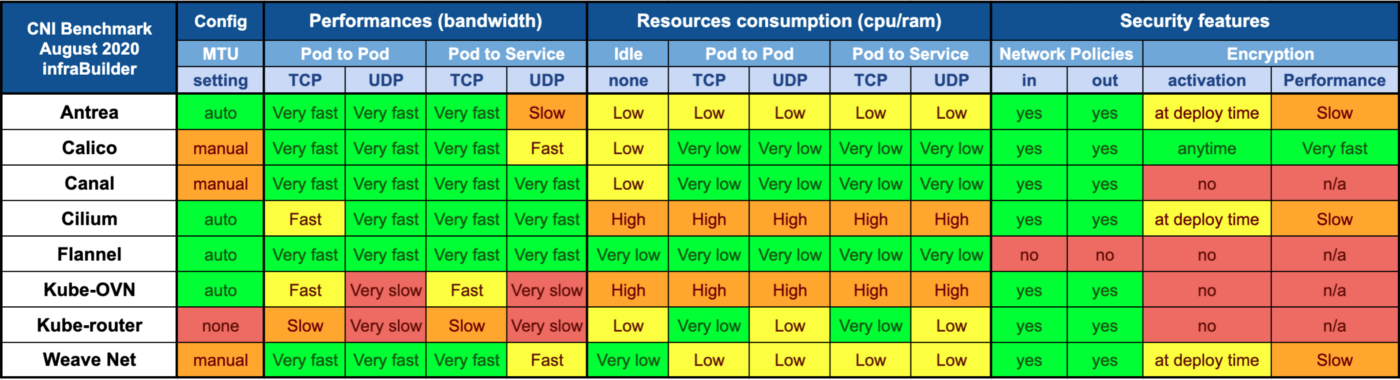 CNI Benchmark
August 2020
infraBuilder
Config Performances (bandwidth) Resources consumption (cpu/ram) Security features
MTU Pod to Pod Pod to Service Idle Pod to Pod Pod to Service Network Policies Encryption
setting TCP UDP TCP UDP none TCP UDP TCP UDP in out activation Performance
Antrea auto Very fast Very fast Very fast Slow Low Low Low Low Low yes yes at deploy time Slow
Calico manual Very fast Very fast Very fast Fast Low Very low Very low Very low Very low yes yes anytime Very fast
Canal manual Very fast Very fast Very fast Very fast Low Very low Very low Very low Very low yes yes no n/a
Cilium auto Fast Very fast Very fast Very fast High High High High High yes yes at deploy time Slow
Flannel auto Very fast Very fast Very fast Very fast Very low Very low Very low Very low Very low no no no n/a
Kube-OVN auto Fast Very slow Fast Very slow High High High High High yes yes no n/a
Kube-router none Slow Very slow Slow Very slow Low Very low Low Very low Low yes yes no n/a
Weave Net manual Very fast Very fast Very fast Fast Very low Low Low Low Low yes yes at deploy time Slow